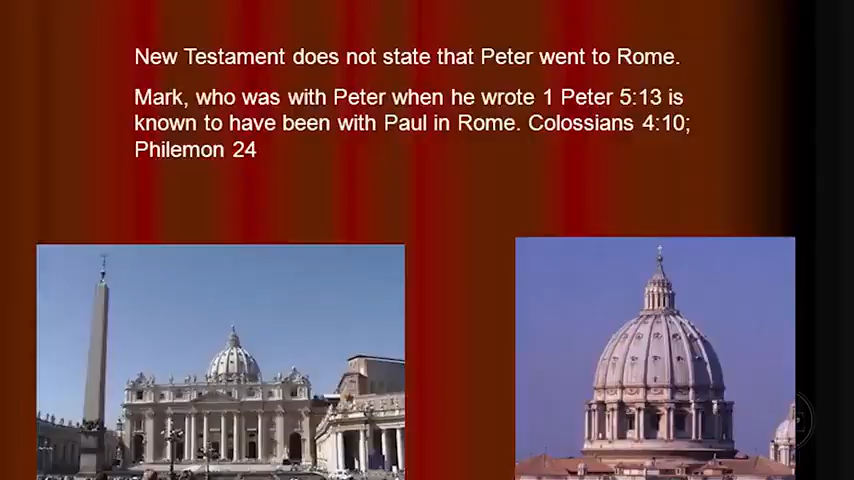 New Testament does not state that Peter went to Rome.
Mark, who was with Peter when he wrote 1 Peter 5:13 is
known to have been with Paul in Rome. Colossians 4:10;
Philemon 24